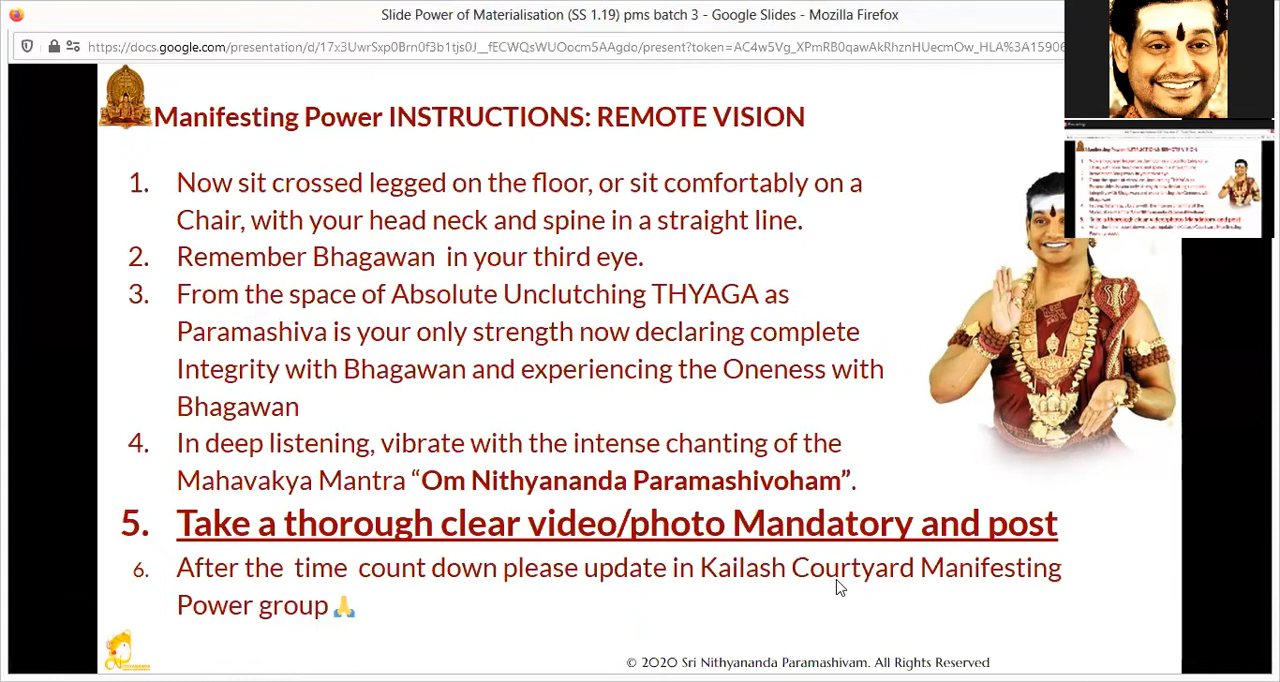 Slide Power of Materialisation (SS 1.19) pms batch 3 - Google Slides - Mozilla Firefox
Manifesting Power INSTRUCTIONS: REMOTE VISION
1. Now sit crossed legged on the floor, or sit comfortably on a
Chair, with your head neck and spine in a straight line.
2. Remember Bhagawan in your third eye.
3. From the space of Absolute Unclutching THYAGA as
Paramashiva is your only strength now declaring complete
Integrity with Bhagawan and experiencing the Oneness with
Bhagawan
4. In deep listening, vibrate with the intense chanting of the
Mahavakya Mantra “Om Nithyananda Paramashivoham”.
5. Take a thorough clear video/photo Mandatory and post
6. After the time count down please update in Kailash Courtyard Manifesting
Power group🙏
© 2020 Sri Nithyananda Paramashivam. All Rights Reserved